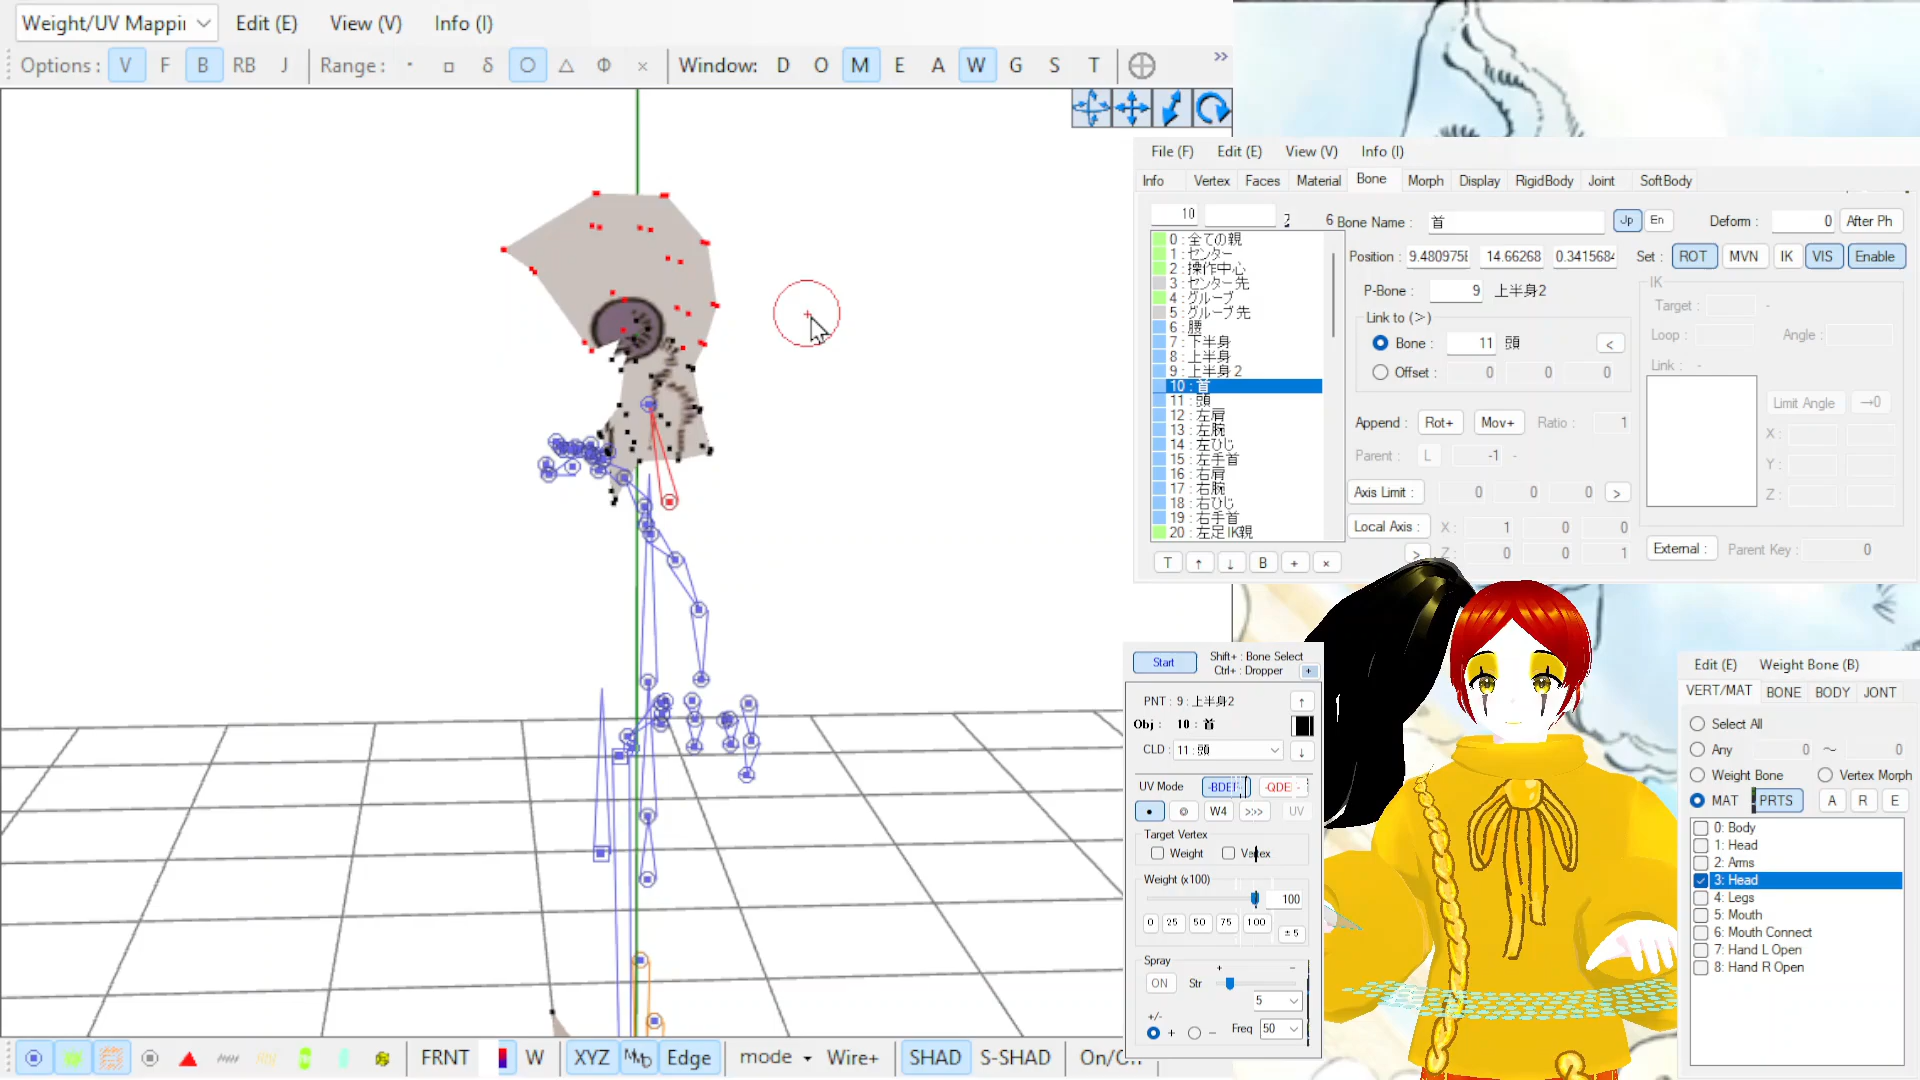 Weight/UV Mappii Edit (E) View (V) Info (I)
Options : V F B RB J Range : Window: D O M E A W G S T »
File (F) Edit (E) View (V) Info (I)
Info Vertex Faces Material Bone Morph Display RigidBody Joint SoftBody
10 6 Bone Name : 首 Jp En Deform : 0 After Ph
0 : 全ての親
1 : センター
2 : 操作中心
3 : センター先
4 : グループ
5 : グループ先
6 : 腰
7 : 下半身
8 : 上半身
9 : 上半身2
10 : 首
11 : 頭
12 : 左肩
13 : 左腕
14 : 左ひじ
15 : 左手首
16 : 右肩
17 : 右腕
18 : 右ひじ
19 : 右手首
20 : 左足IK親
T ↑ ↓ B + ×
Position : 9.480975 14.66268 0.341568 Set : ROT MVN IK VIS Enable
P-Bone : 9 上半身2
Link to (>)
Bone : 11 頭 <
Offset : 0 0 0
Append : Rot+ Mov+ Ratio : 1
Parent : L -1 -
Axis Limit : 0 0 0 >
Local Axis : X : 1 0 0
> Z : 0 0 1
IK
Target : -
Loop : Angle :
Link : -
Limit Angle →0
X :
Y :
Z :
External : Parent Key : 0
Start Shift+ : Bone Select
Ctrl+ : Dropper +
PNT : 9 : 上半身2 ↑
Obj : 10 : 首
CLD : 11 : 頭 ↓
UV Mode -BDEF -QDE -
W4 >>> UV
Target Vertex
Weight Vertex
Weight (x100)
100
0 25 50 75 100 ± 5
Spray + −
ON Str
5
+/-
+ − Freq 50
Edit (E) Weight Bone (B)
VERT/MAT BONE BODY JONT
Select All
Any 0 ～ 0
Weight Bone Vertex Morph
MAT PRTS A R E
0: Body
1: Head
2: Arms
3: Head
4: Legs
5: Mouth
6: Mouth Connect
7: Hand L Open
8: Hand R Open
FRNT W XYZ Edge mode Wire+ SHAD S-SHAD